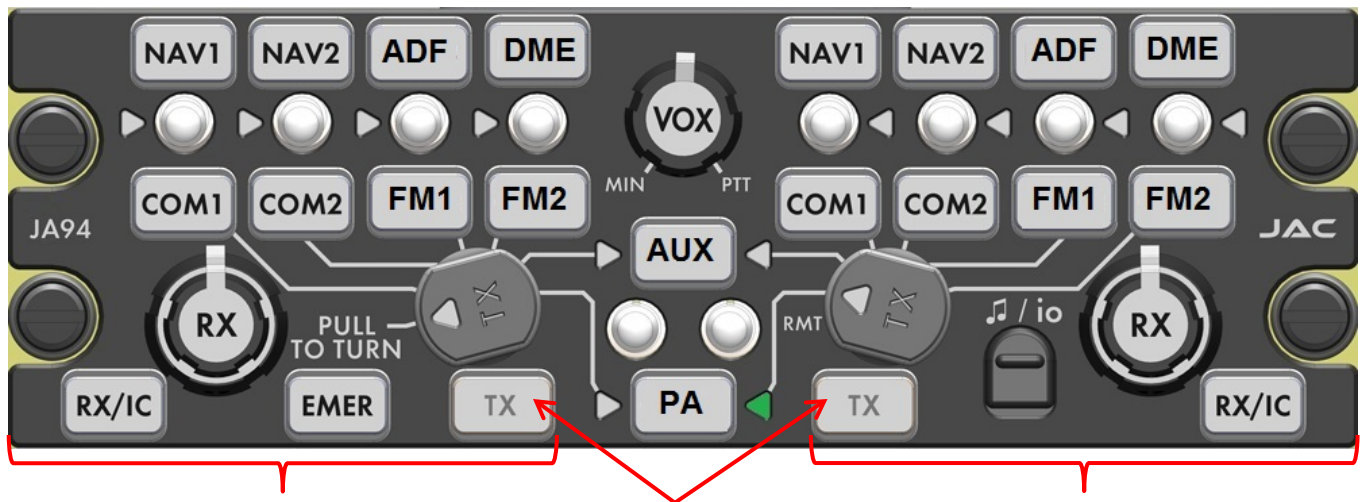 NAV1 NAV2 ADF DME NAV1 NAV2 ADF DME
VOX
MIN PTT
COM1 COM2 FM1 FM2 COM1 COM2 FM1 FM2
JA94 JAC
AUX
TX TX
RX PULL RMT ♫ / io RX
TO TURN
RX/IC EMER TX PA TX RX/IC